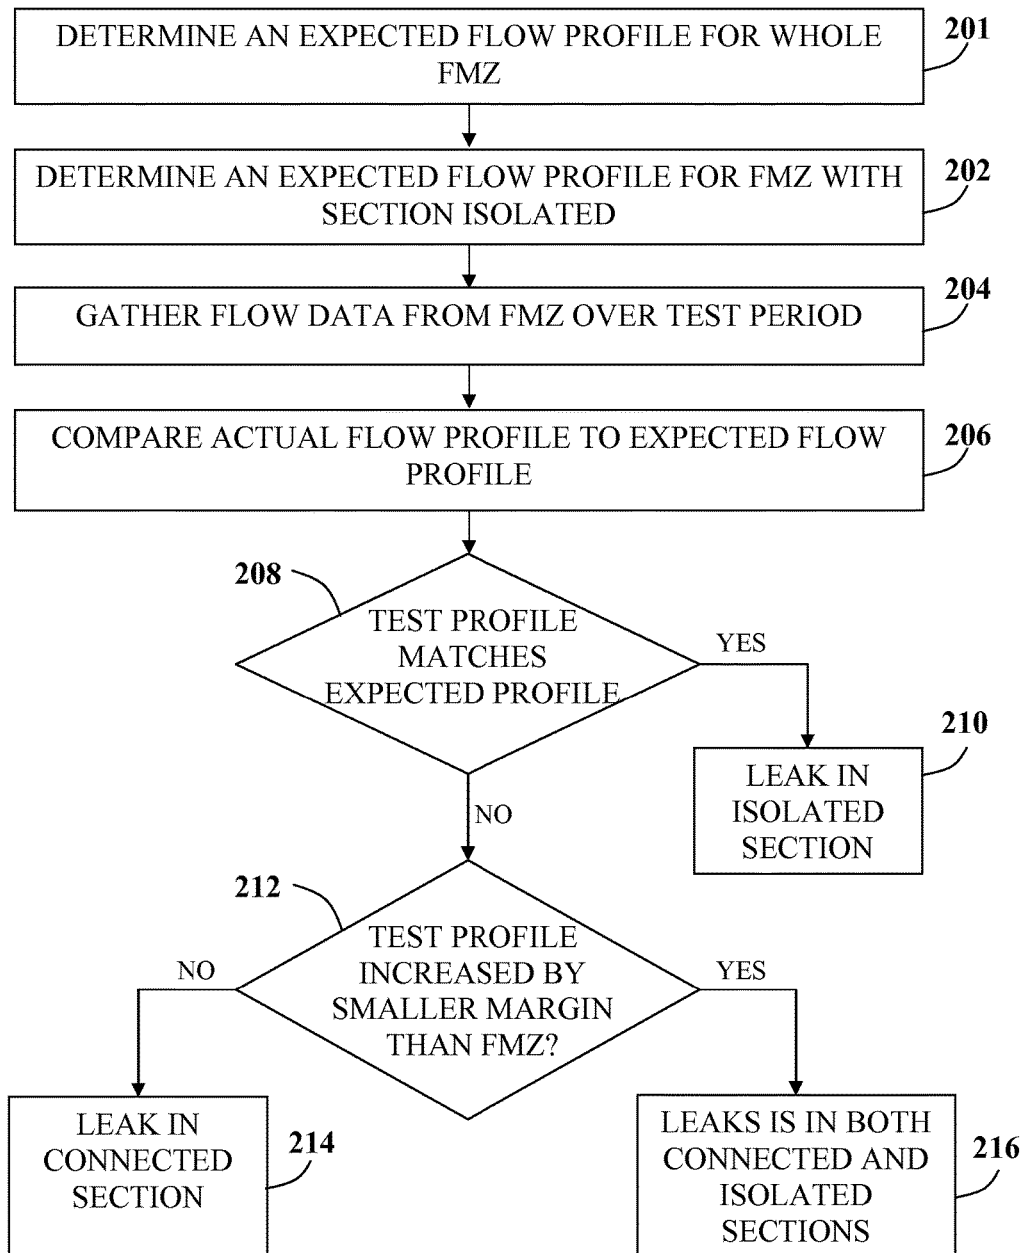 DETERMINE AN EXPECTED FLOW PROFILE FOR WHOLE
FMZ
201
DETERMINE AN EXPECTED FLOW PROFILE FOR FMZ WITH
SECTION ISOLATED
202
GATHER FLOW DATA FROM FMZ OVER TEST PERIOD
204
COMPARE ACTUAL FLOW PROFILE TO EXPECTED FLOW
PROFILE
206
208
TEST PROFILE
MATCHES
EXPECTED PROFILE
YES
210
LEAK IN
ISOLATED
SECTION
NO
212
TEST PROFILE
INCREASED BY
SMALLER MARGIN
THAN FMZ?
NO
YES
LEAK IN
CONNECTED
SECTION
214
LEAKS IS IN BOTH
CONNECTED AND
ISOLATED
SECTIONS
216